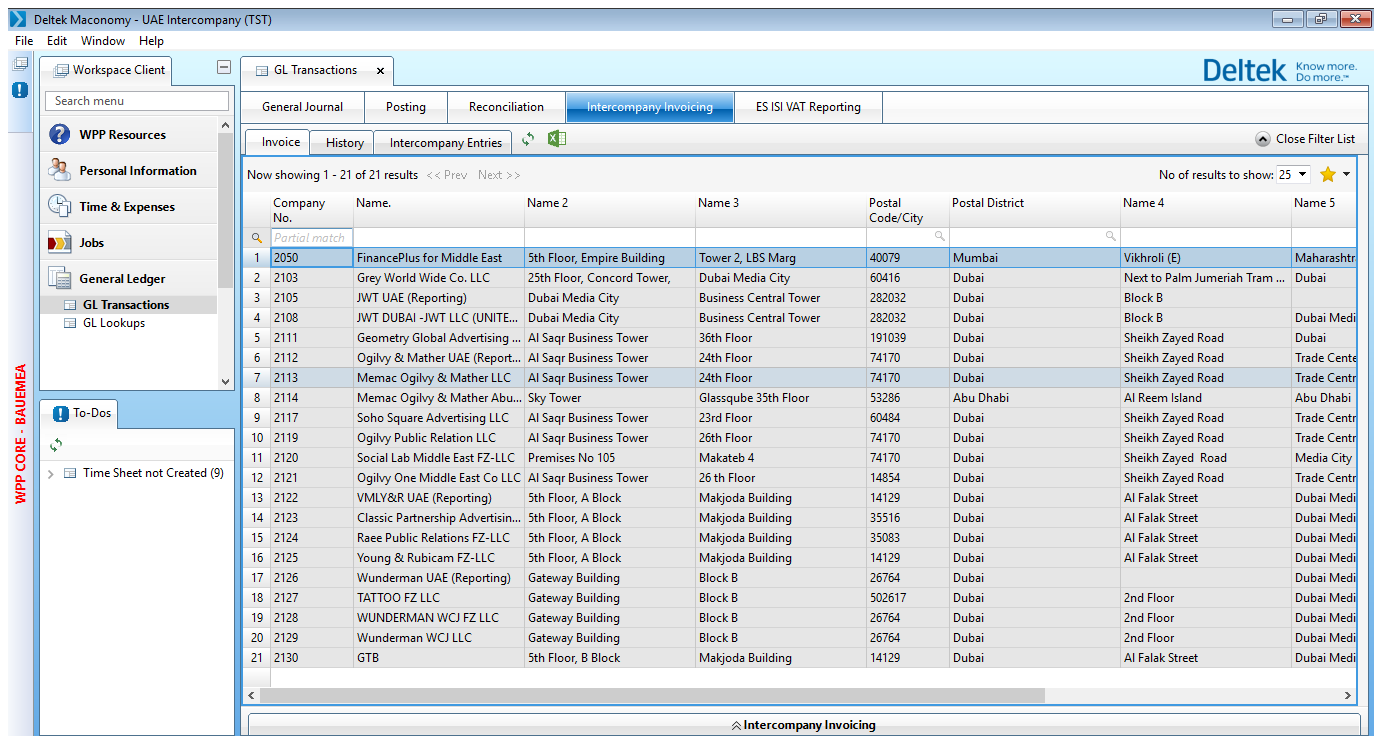 Deltek Maconomy - UAE Intercompany (TST)
File Edit Window Help
Workspace Client
Search menu
WPP Resources
Personal Information
Time & Expenses
Jobs
General Ledger
GL Transactions
GL Lookups
WPP CORE - BAUEMEA
To-Dos
Time Sheet not Created (9)
GL Transactions x
Deltek Know more. Do more.™
General Journal Posting Reconciliation Intercompany Invoicing ES ISI VAT Reporting
Invoice History Intercompany Entries Close Filter List
Now showing 1 - 21 of 21 results << Prev Next >> No of results to show: 25
Company No. Name. Name 2 Name 3 Postal Code/City Postal District Name 4 Name 5
Partial match
1 2050 FinancePlus for Middle East 5th Floor, Empire Building Tower 2, LBS Marg 40079 Mumbai Vikhroli (E) Maharashtr
2 2103 Grey World Wide Co. LLC 25th Floor, Concord Tower, Dubai Media City 60416 Dubai Next to Palm Jumeriah Tram ... Dubai
3 2105 JWT UAE (Reporting) Dubai Media City Business Central Tower 282032 Dubai Block B
4 2108 JWT DUBAI -JWT LLC (UNITE... Dubai Media City Business Central Tower 282032 Dubai Block B Dubai Medi
5 2111 Geometry Global Advertising ... Al Saqr Business Tower 36th Floor 191039 Dubai Sheikh Zayed Road Dubai
6 2112 Ogilvy & Mather UAE (Report... Al Saqr Business Tower 24th Floor 74170 Dubai Sheikh Zayed Road Trade Cente
7 2113 Memac Ogilvy & Mather LLC Al Saqr Business Tower 24th Floor 74170 Dubai Sheikh Zayed Road Trade Centr
8 2114 Memac Ogilvy & Mather Abu... Sky Tower Glassqube 35th Floor 53286 Abu Dhabi Al Reem Island Abu Dhabi
9 2117 Soho Square Advertising LLC Al Saqr Business Tower 23rd Floor 60484 Dubai Sheikh Zayed Road Trade Centr
10 2119 Ogilvy Public Relation LLC Al Saqr Business Tower 26th Floor 74170 Dubai Sheikh Zayed Road Trade Centr
11 2120 Social Lab Middle East FZ-LLC Premises No 105 Makateb 4 74170 Dubai Sheikh Zayed Road Media City
12 2121 Ogilvy One Middle East Co LLC Al Saqr Business Tower 26 th Floor 14854 Dubai Sheikh Zayed Road Trade Centr
13 2122 VMLY&R UAE (Reporting) 5th Floor, A Block Makjoda Building 14129 Dubai Al Falak Street Dubai Medi
14 2123 Classic Partnership Advertisin... 5th Floor, A Block Makjoda Building 35516 Dubai Al Falak Street Dubai Medi
15 2124 Raee Public Relations FZ-LLC 5th Floor, A Block Makjoda Building 35083 Dubai Al Falak Street Dubai Medi
16 2125 Young & Rubicam FZ-LLC 5th Floor, A Block Makjoda Building 14129 Dubai Al Falak Street Dubai Medi
17 2126 Wunderman UAE (Reporting) Gateway Building Block B 26764 Dubai Dubai Medi
18 2127 TATTOO FZ LLC Gateway Building Block B 502617 Dubai 2nd Floor Dubai Medi
19 2128 WUNDERMAN WCJ FZ LLC Gateway Building Block B 26764 Dubai 2nd Floor Dubai Medi
20 2129 Wunderman WCJ LLC Gateway Building Block B 26764 Dubai 2nd Floor Dubai Medi
21 2130 GTB 5th Floor, B Block Makjoda Building 14129 Dubai Al Falak Street Dubai Medi
Intercompany Invoicing